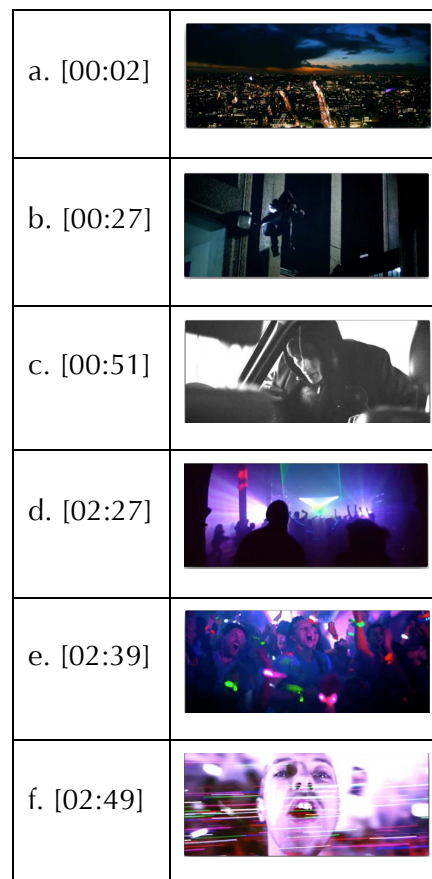 a. [00:02]
b. [00:27]
c. [00:51]
d. [02:27]
e. [02:39]
f. [02:49]